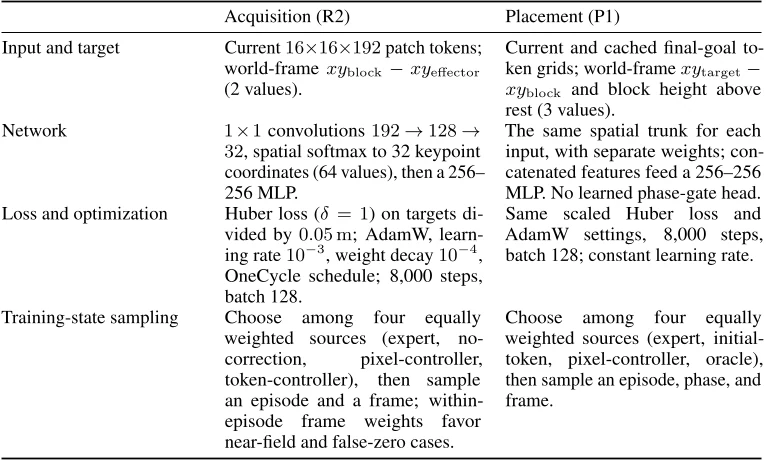 Acquisition (R2) Placement (P1)
Input and target
Current 16×16×192 patch tokens;
world-frame xy_block − xy_effector
(2 values).
Current and cached final-goal to-
ken grids; world-frame xy_target −
xy_block and block height above
rest (3 values).
Network
1 × 1 convolutions 192 → 128 →
32, spatial softmax to 32 keypoint
coordinates (64 values), then a 256–
256 MLP.
The same spatial trunk for each
input, with separate weights; con-
catenated features feed a 256–256
MLP. No learned phase-gate head.
Loss and optimization
Huber loss (δ = 1) on targets di-
vided by 0.05 m; AdamW, learn-
ing rate 10⁻³, weight decay 10⁻⁴,
OneCycle schedule; 8,000 steps,
batch 128.
Same scaled Huber loss and
AdamW settings, 8,000 steps,
batch 128; constant learning rate.
Training-state sampling
Choose among four equally
weighted sources (expert, no-
correction, pixel-controller,
token-controller), then sample
an episode and a frame; within-
episode frame weights favor
near-field and false-zero cases.
Choose among four equally
weighted sources (expert, initial-
token, pixel-controller, oracle),
then sample an episode, phase, and
frame.